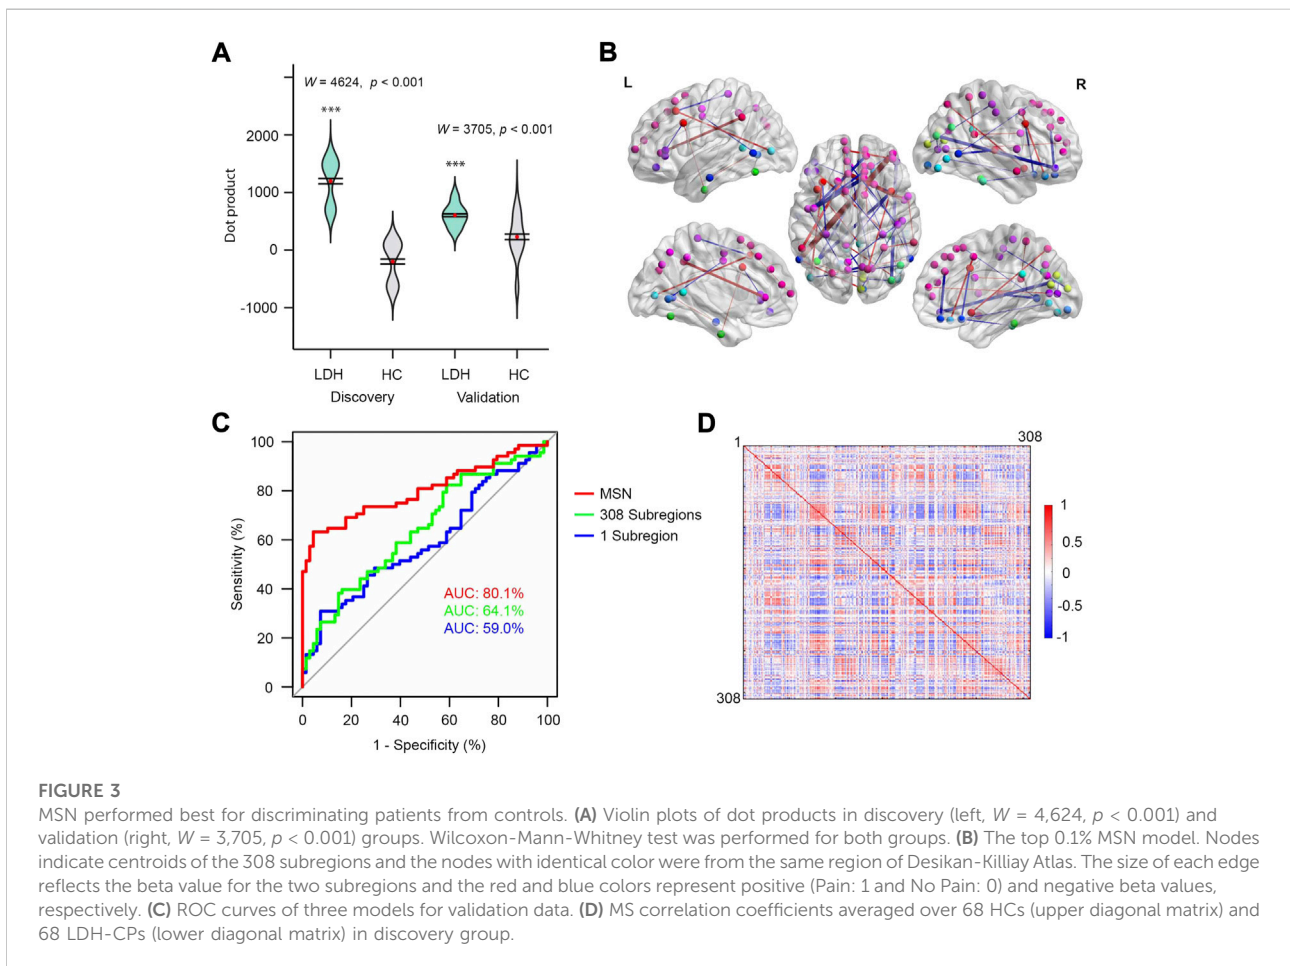 A
W = 4624, p < 0.001
***
W = 3705, p < 0.001
***
Dot product
2000
1000
0
-1000
LDH
HC
LDH
HC
Discovery
Validation
B
L
R
C
Sensitivity (%)
100
80
60
40
20
0
0
20
40
60
80
100
1 - Specificity (%)
AUC: 80.1%
AUC: 64.1%
AUC: 59.0%
MSN
308 Subregions
1 Subregion
D
1
308
308
1
0.5
0
-0.5
-1
FIGURE 3
MSN performed best for discriminating patients from controls. (A) Violin plots of dot products in discovery (left, W = 4,624, p < 0.001) and
validation (right, W = 3,705, p < 0.001) groups. Wilcoxon-Mann-Whitney test was performed for both groups. (B) The top 0.1% MSN model. Nodes
indicate centroids of the 308 subregions and the nodes with identical color were from the same region of Desikan-Killiay Atlas. The size of each edge
reflects the beta value for the two subregions and the red and blue colors represent positive (Pain: 1 and No Pain: 0) and negative beta values,
respectively. (C) ROC curves of three models for validation data. (D) MS correlation coefficients averaged over 68 HCs (upper diagonal matrix) and
68 LDH-CPs (lower diagonal matrix) in discovery group.